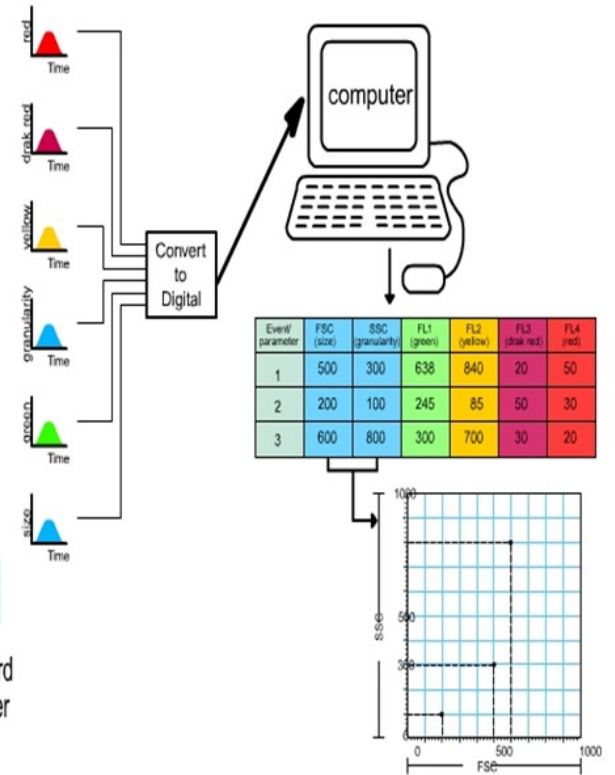 red
Time
drak red
Time
yellow
Time
granularity
Time
green
Time
size
Time
Convert
to
Digital
computer
Event/
parameter
FSC
(size)
SSC
(granularity)
FL1
(green)
FL2
(yellow)
FL3
(drak red)
FL4
(red)
1 500 300 638 840 20 50
2 200 100 245 85 50 30
3 600 800 300 700 30 20
1000
500
300
0
SSC
0 500 1000
FSC
rd
er